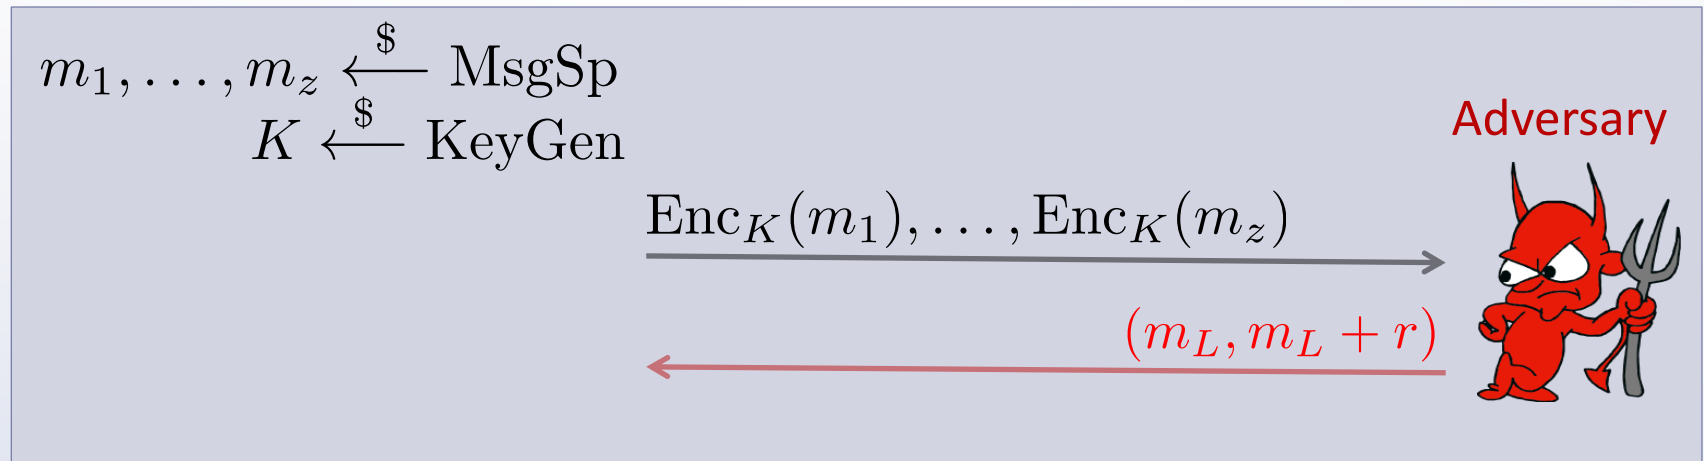 m₁, . . . , m_z ←$ MsgSp
K ←$ KeyGen
Adversary
Enc_K(m₁), . . . , Enc_K(m_z)
(m_L, m_L + r)